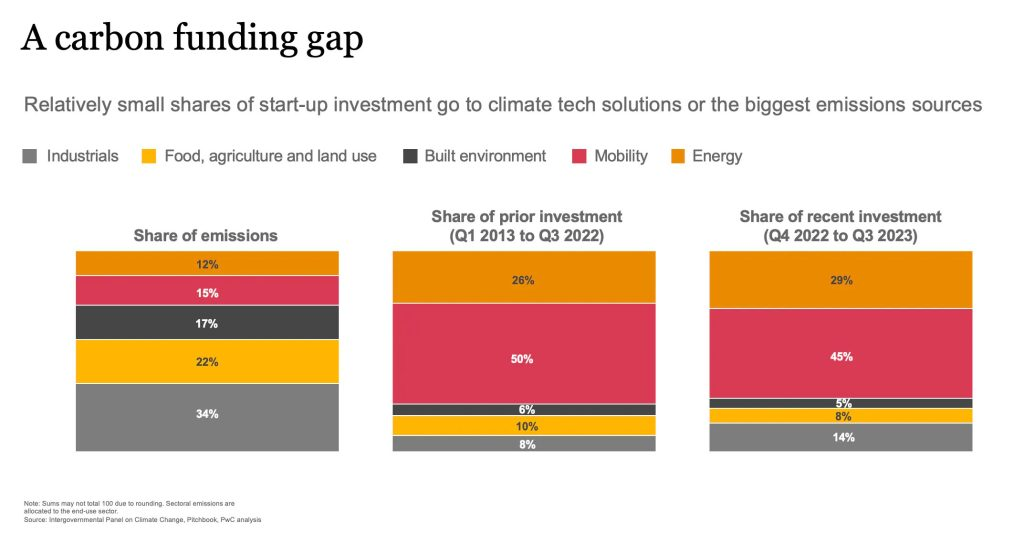 A carbon funding gap
Relatively small shares of start-up investment go to climate tech solutions or the biggest emissions sources
Industrials
Food, agriculture and land use
Built environment
Mobility
Energy
Share of emissions
12%
15%
17%
22%
34%
Share of prior investment
(Q1 2013 to Q3 2022)
26%
50%
6%
10%
8%
Share of recent investment
(Q4 2022 to Q3 2023)
29%
45%
5%
8%
14%
Note: Sums may not total 100 due to rounding. Sectoral emissions are
allocated to the end-use sector.
Source: Intergovernmental Panel on Climate Change, Pitchbook, PwC analysis